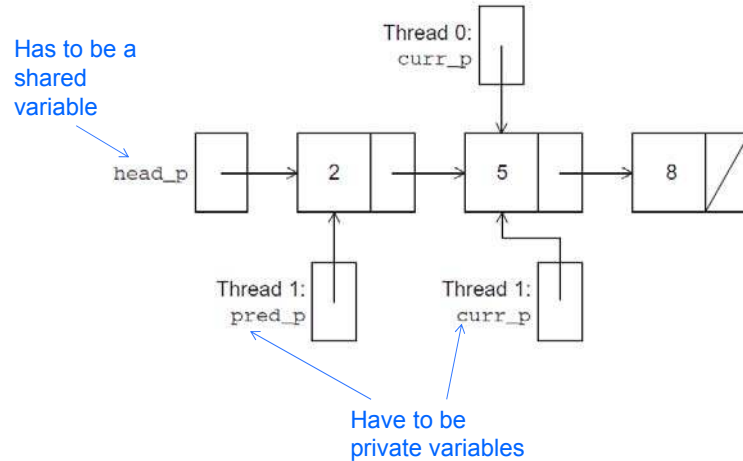 Has to be a
shared
variable
Thread 0:
curr_p
head_p
2
5
8
Thread 1:
pred_p
Thread 1:
curr_p
Have to be
private variables